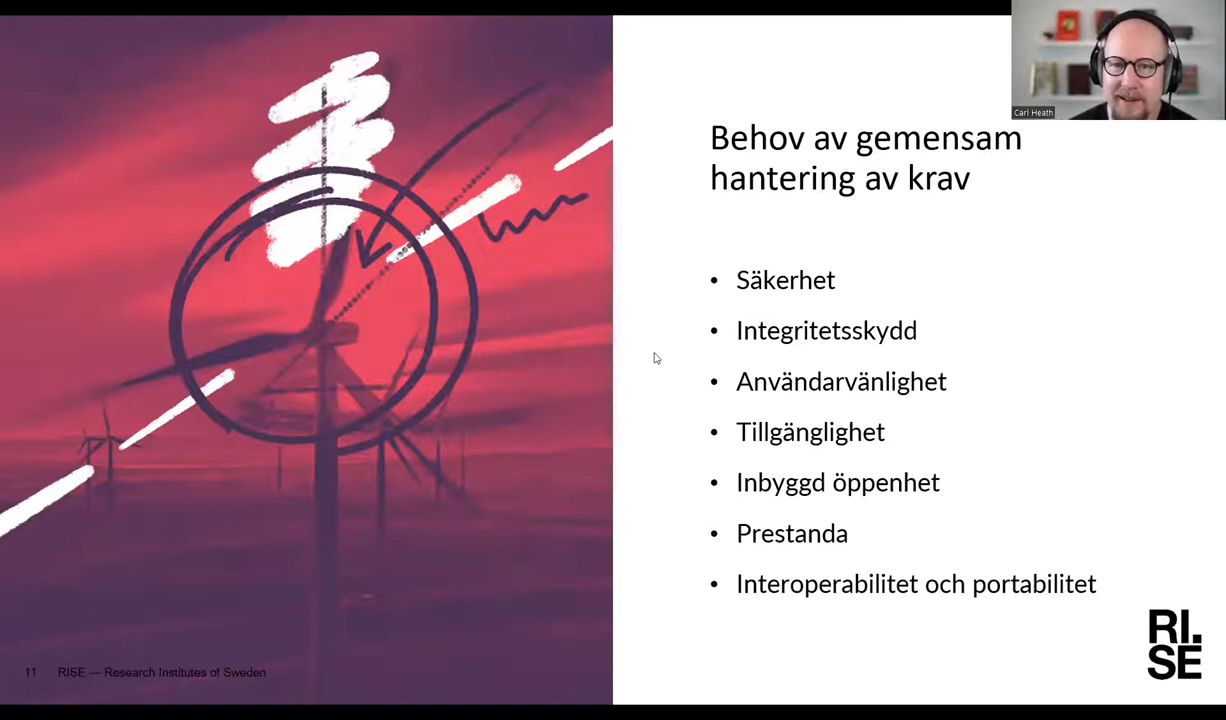 Carl Heath
Behov av gemensam
hantering av krav
• Säkerhet
• Integritetsskydd
• Användarvänlighet
• Tillgänglighet
• Inbyggd öppenhet
• Prestanda
• Interoperabilitet och portabilitet
RI.
SE
11 RISE — Research Institutes of Sweden